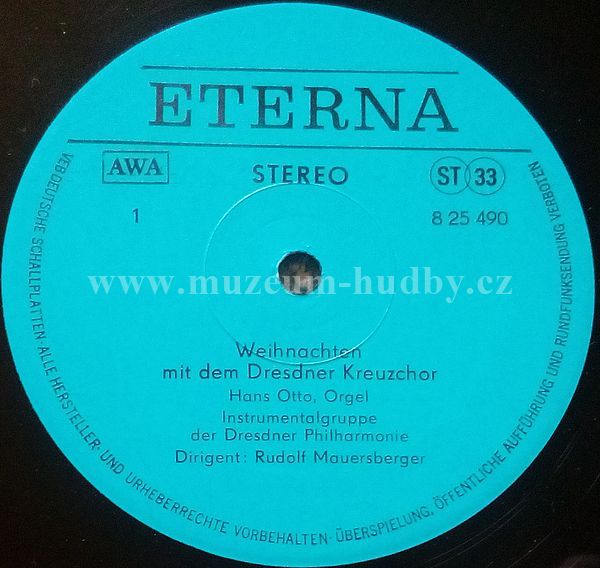 ETERNA
AWA
STEREO
ST 33
1
8 25 490
www.muzeum-hudby.cz
Weihnachten
mit dem Dresdner Kreuzchor
Hans Otto, Orgel
Instrumentalgruppe
der Dresdner Philharmonie
Dirigent: Rudolf Mauersberger
VEB DEUTSCHE SCHALLPLATTEN · ALLE HERSTELLER- UND URHEBERRECHTE VORBEHALTEN · ÜBERSPIELUNG, ÖFFENTLICHE AUFFÜHRUNG UND RUNDFUNKSENDUNG VERBOTEN